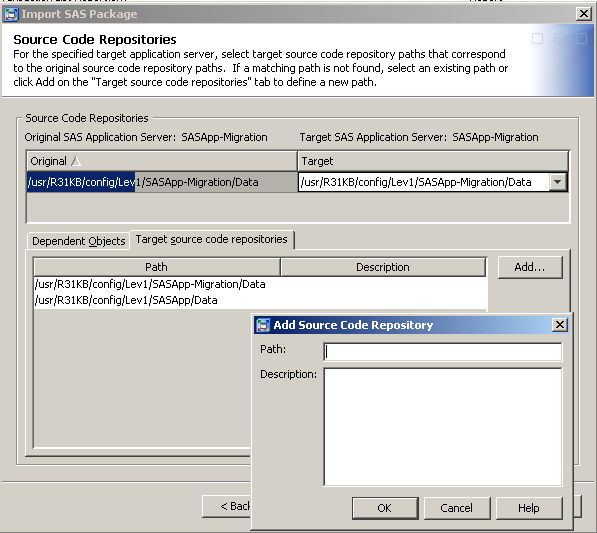 Import SAS Package
Source Code Repositories
For the specified target application server, select target source code repository paths that correspond
to the original source code repository paths.  If a matching path is not found, select an existing path or
click Add on the "Target source code repositories" tab to define a new path.
Source Code Repositories
Original SAS Application Server:  SASApp-Migration
Target SAS Application Server:  SASApp-Migration
Original
Target
/usr/R31KB/config/Lev1/SASApp-Migration/Data
/usr/R31KB/config/Lev1/SASApp-Migration/Data
Dependent Objects
Target source code repositories
Path
Description
Add...
/usr/R31KB/config/Lev1/SASApp-Migration/Data
/usr/R31KB/config/Lev1/SASApp/Data
Add Source Code Repository
Path:
Description:
OK
Cancel
Help
< Back